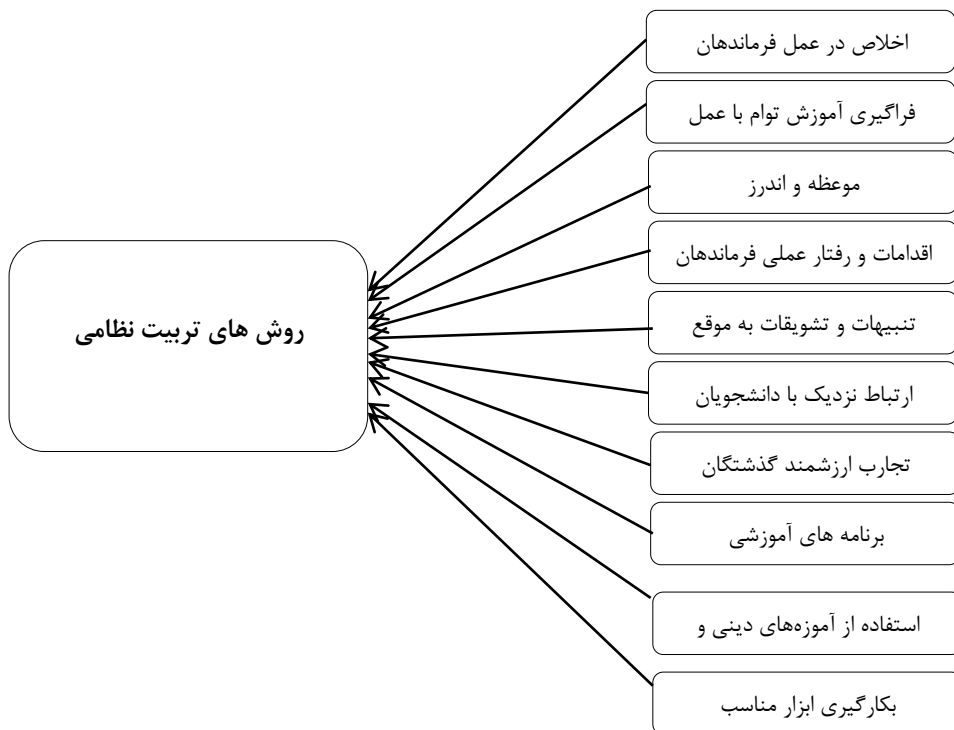 اخلاص در عمل فرماندهان
فراگیری آموزش توام با عمل
موعظه و اندرز
اقدامات و رفتار عملی فرماندهان
تنبیهات و تشویقات به موقع
روش های تربیت نظامی
ارتباط نزدیک با دانشجویان
تجارب ارزشمند گذشتگان
برنامه های آموزشی
استفاده از آموزه‌های دینی و
بکارگیری ابزار مناسب